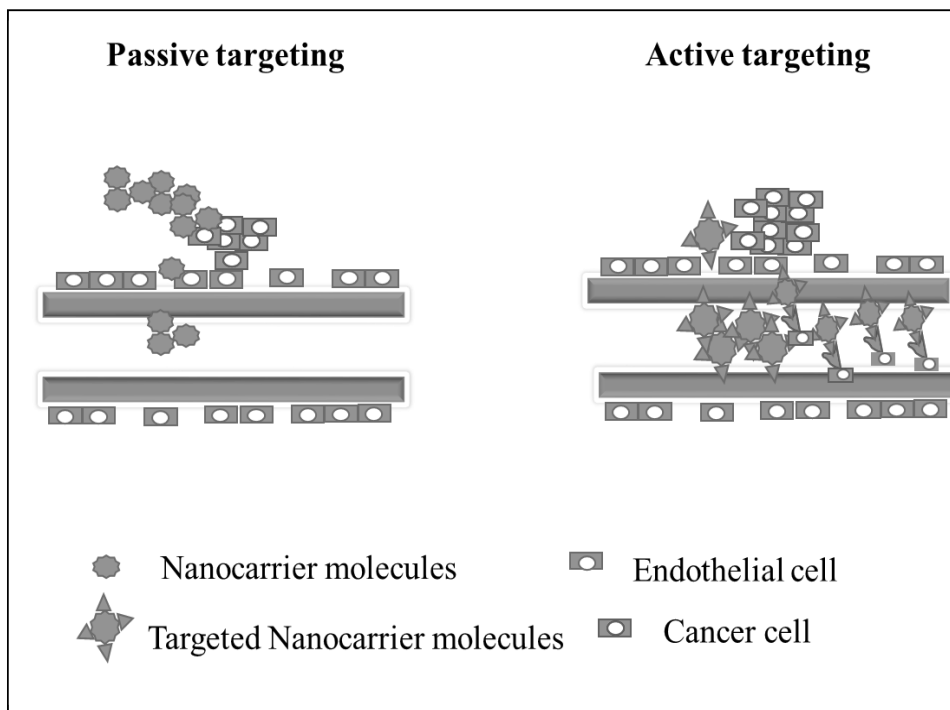 Passive targeting
Active targeting
Nanocarrier molecules
Endothelial cell
Targeted Nanocarrier molecules
Cancer cell